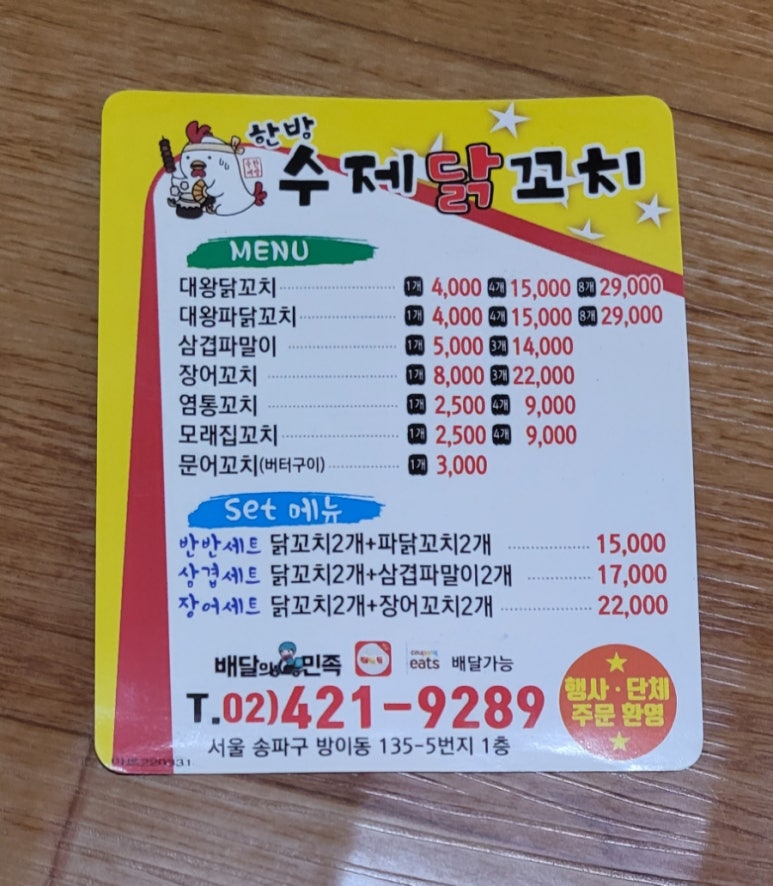 한방
수제닭꼬치
MENU
대왕닭꼬치 1개 4,000 4개 15,000 8개 29,000
대왕파닭꼬치 1개 4,000 4개 15,000 8개 29,000
삼겹파말이 1개 5,000 3개 14,000
장어꼬치 1개 8,000 3개 22,000
염통꼬치 1개 2,500 4개 9,000
모래집꼬치 1개 2,500 4개 9,000
문어꼬치(버터구이) 1개 3,000
Set 메뉴
반반세트 닭꼬치2개+파닭꼬치2개 15,000
삼겹세트 닭꼬치2개+삼겹파말이2개 17,000
장어세트 닭꼬치2개+장어꼬치2개 22,000
배달의민족 coupang eats 배달가능
T.02)421-9289
행사·단체
주문 환영
서울 송파구 방이동 135-5번지 1층